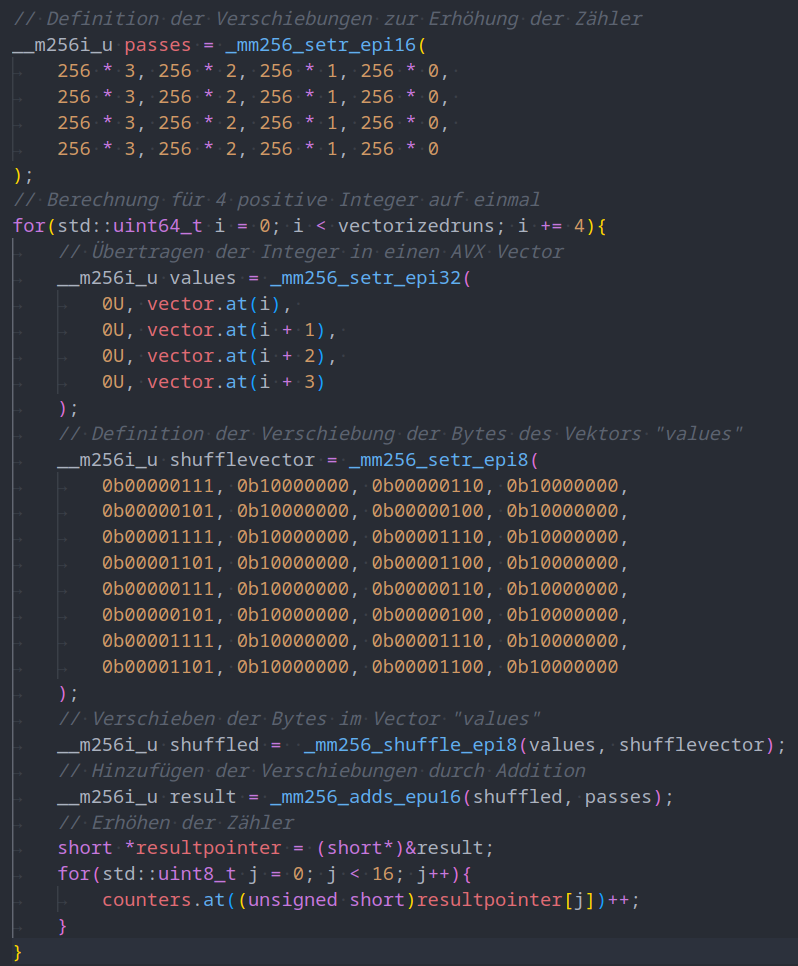 // Definition der Verschiebungen zur Erhöhung der Zähler
__m256i_u passes = _mm256_setr_epi16(
    256 * 3, 256 * 2, 256 * 1, 256 * 0,
    256 * 3, 256 * 2, 256 * 1, 256 * 0,
    256 * 3, 256 * 2, 256 * 1, 256 * 0,
    256 * 3, 256 * 2, 256 * 1, 256 * 0
);
// Berechnung für 4 positive Integer auf einmal
for(std::uint64_t i = 0; i < vectorizedruns; i += 4){
    // Übertragen der Integer in einen AVX Vector
    __m256i_u values = _mm256_setr_epi32(
        0U, vector.at(i),
        0U, vector.at(i + 1),
        0U, vector.at(i + 2),
        0U, vector.at(i + 3)
    );
    // Definition der Verschiebung der Bytes des Vektors "values"
    __m256i_u shufflevector = _mm256_setr_epi8(
        0b00000111, 0b10000000, 0b00000110, 0b10000000,
        0b00000101, 0b10000000, 0b00000100, 0b10000000,
        0b00001111, 0b10000000, 0b00001110, 0b10000000,
        0b00001101, 0b10000000, 0b00001100, 0b10000000,
        0b00000111, 0b10000000, 0b00000110, 0b10000000,
        0b00000101, 0b10000000, 0b00000100, 0b10000000,
        0b00001111, 0b10000000, 0b00001110, 0b10000000,
        0b00001101, 0b10000000, 0b00001100, 0b10000000
    );
    // Verschieben der Bytes im Vector "values"
    __m256i_u shuffled =  _mm256_shuffle_epi8(values, shufflevector);
    // Hinzufügen der Verschiebungen durch Addition
    __m256i_u result = _mm256_adds_epu16(shuffled, passes);
    // Erhöhen der Zähler
    short *resultpointer = (short*)&result;
    for(std::uint8_t j = 0; j < 16; j++){
        counters.at((unsigned short)resultpointer[j])++;
    }
}